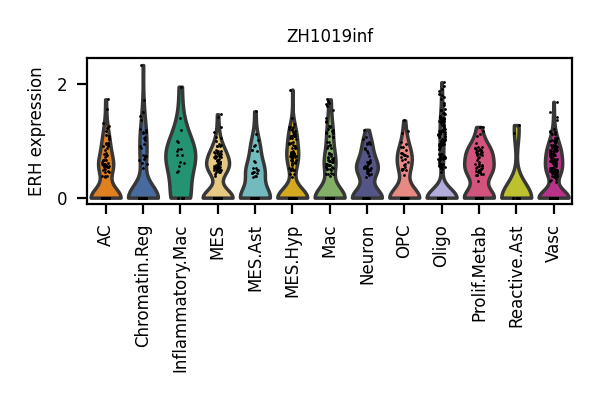 ZH1019inf
ERH expression
2
0
AC
Chromatin.Reg
Inflammatory.Mac
MES
MES.Ast
MES.Hyp
Mac
Neuron
OPC
Oligo
Prolif.Metab
Reactive.Ast
Vasc